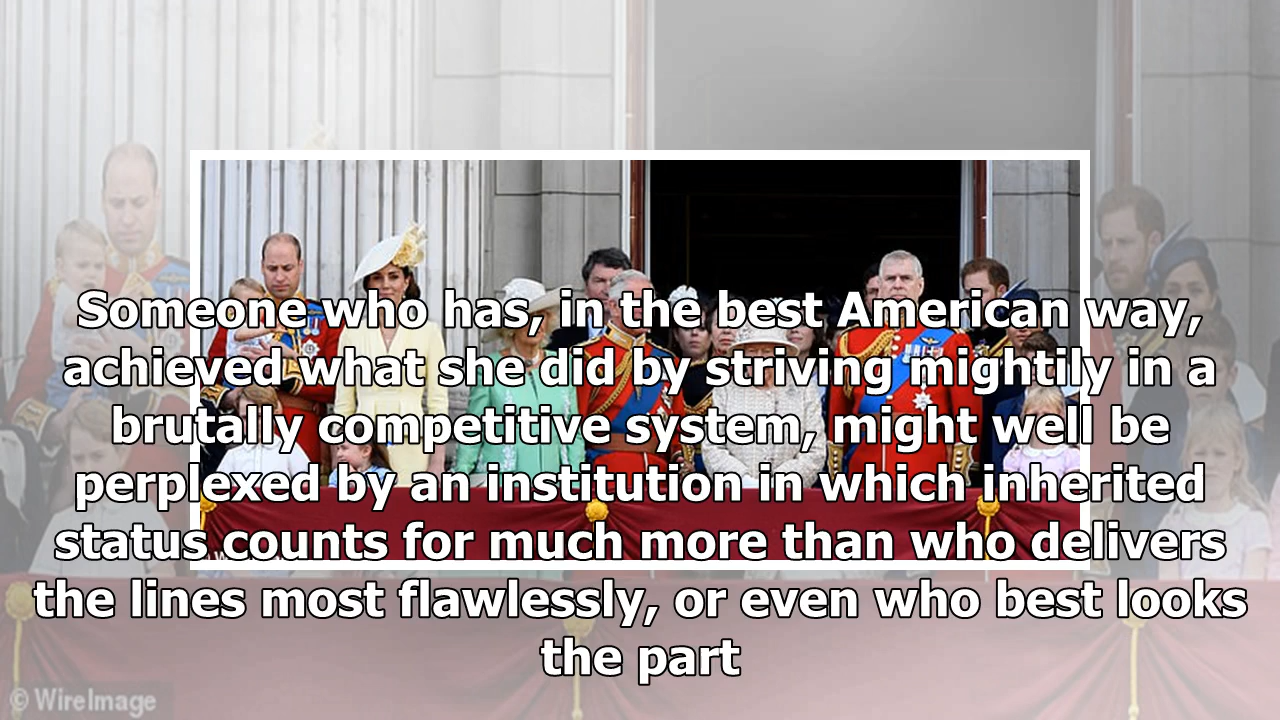 Someone who has, in the best American way,
achieved what she did by striving mightily in a
brutally competitive system, might well be
perplexed by an institution in which inherited
status counts for much more than who delivers
the lines most flawlessly, or even who best looks
the part
© WireImage